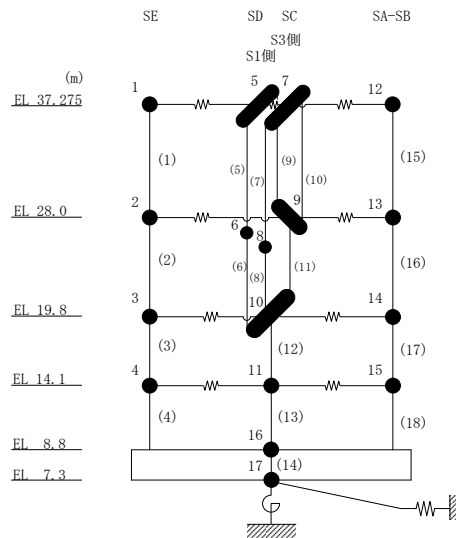 SE SD SC SA-SB
S3側
S1側
(m)
1 5 7 12
EL 37.275
(1) (5) (7) (9) (10) (15)
EL 28.0
2 9 13
6 8
(2) (6) (8) (11) (16)
3 10 14
EL 19.8
(3) (12) (17)
4 11 15
EL 14.1
(4) (13) (18)
16
EL 8.8
17 (14)
EL 7.3